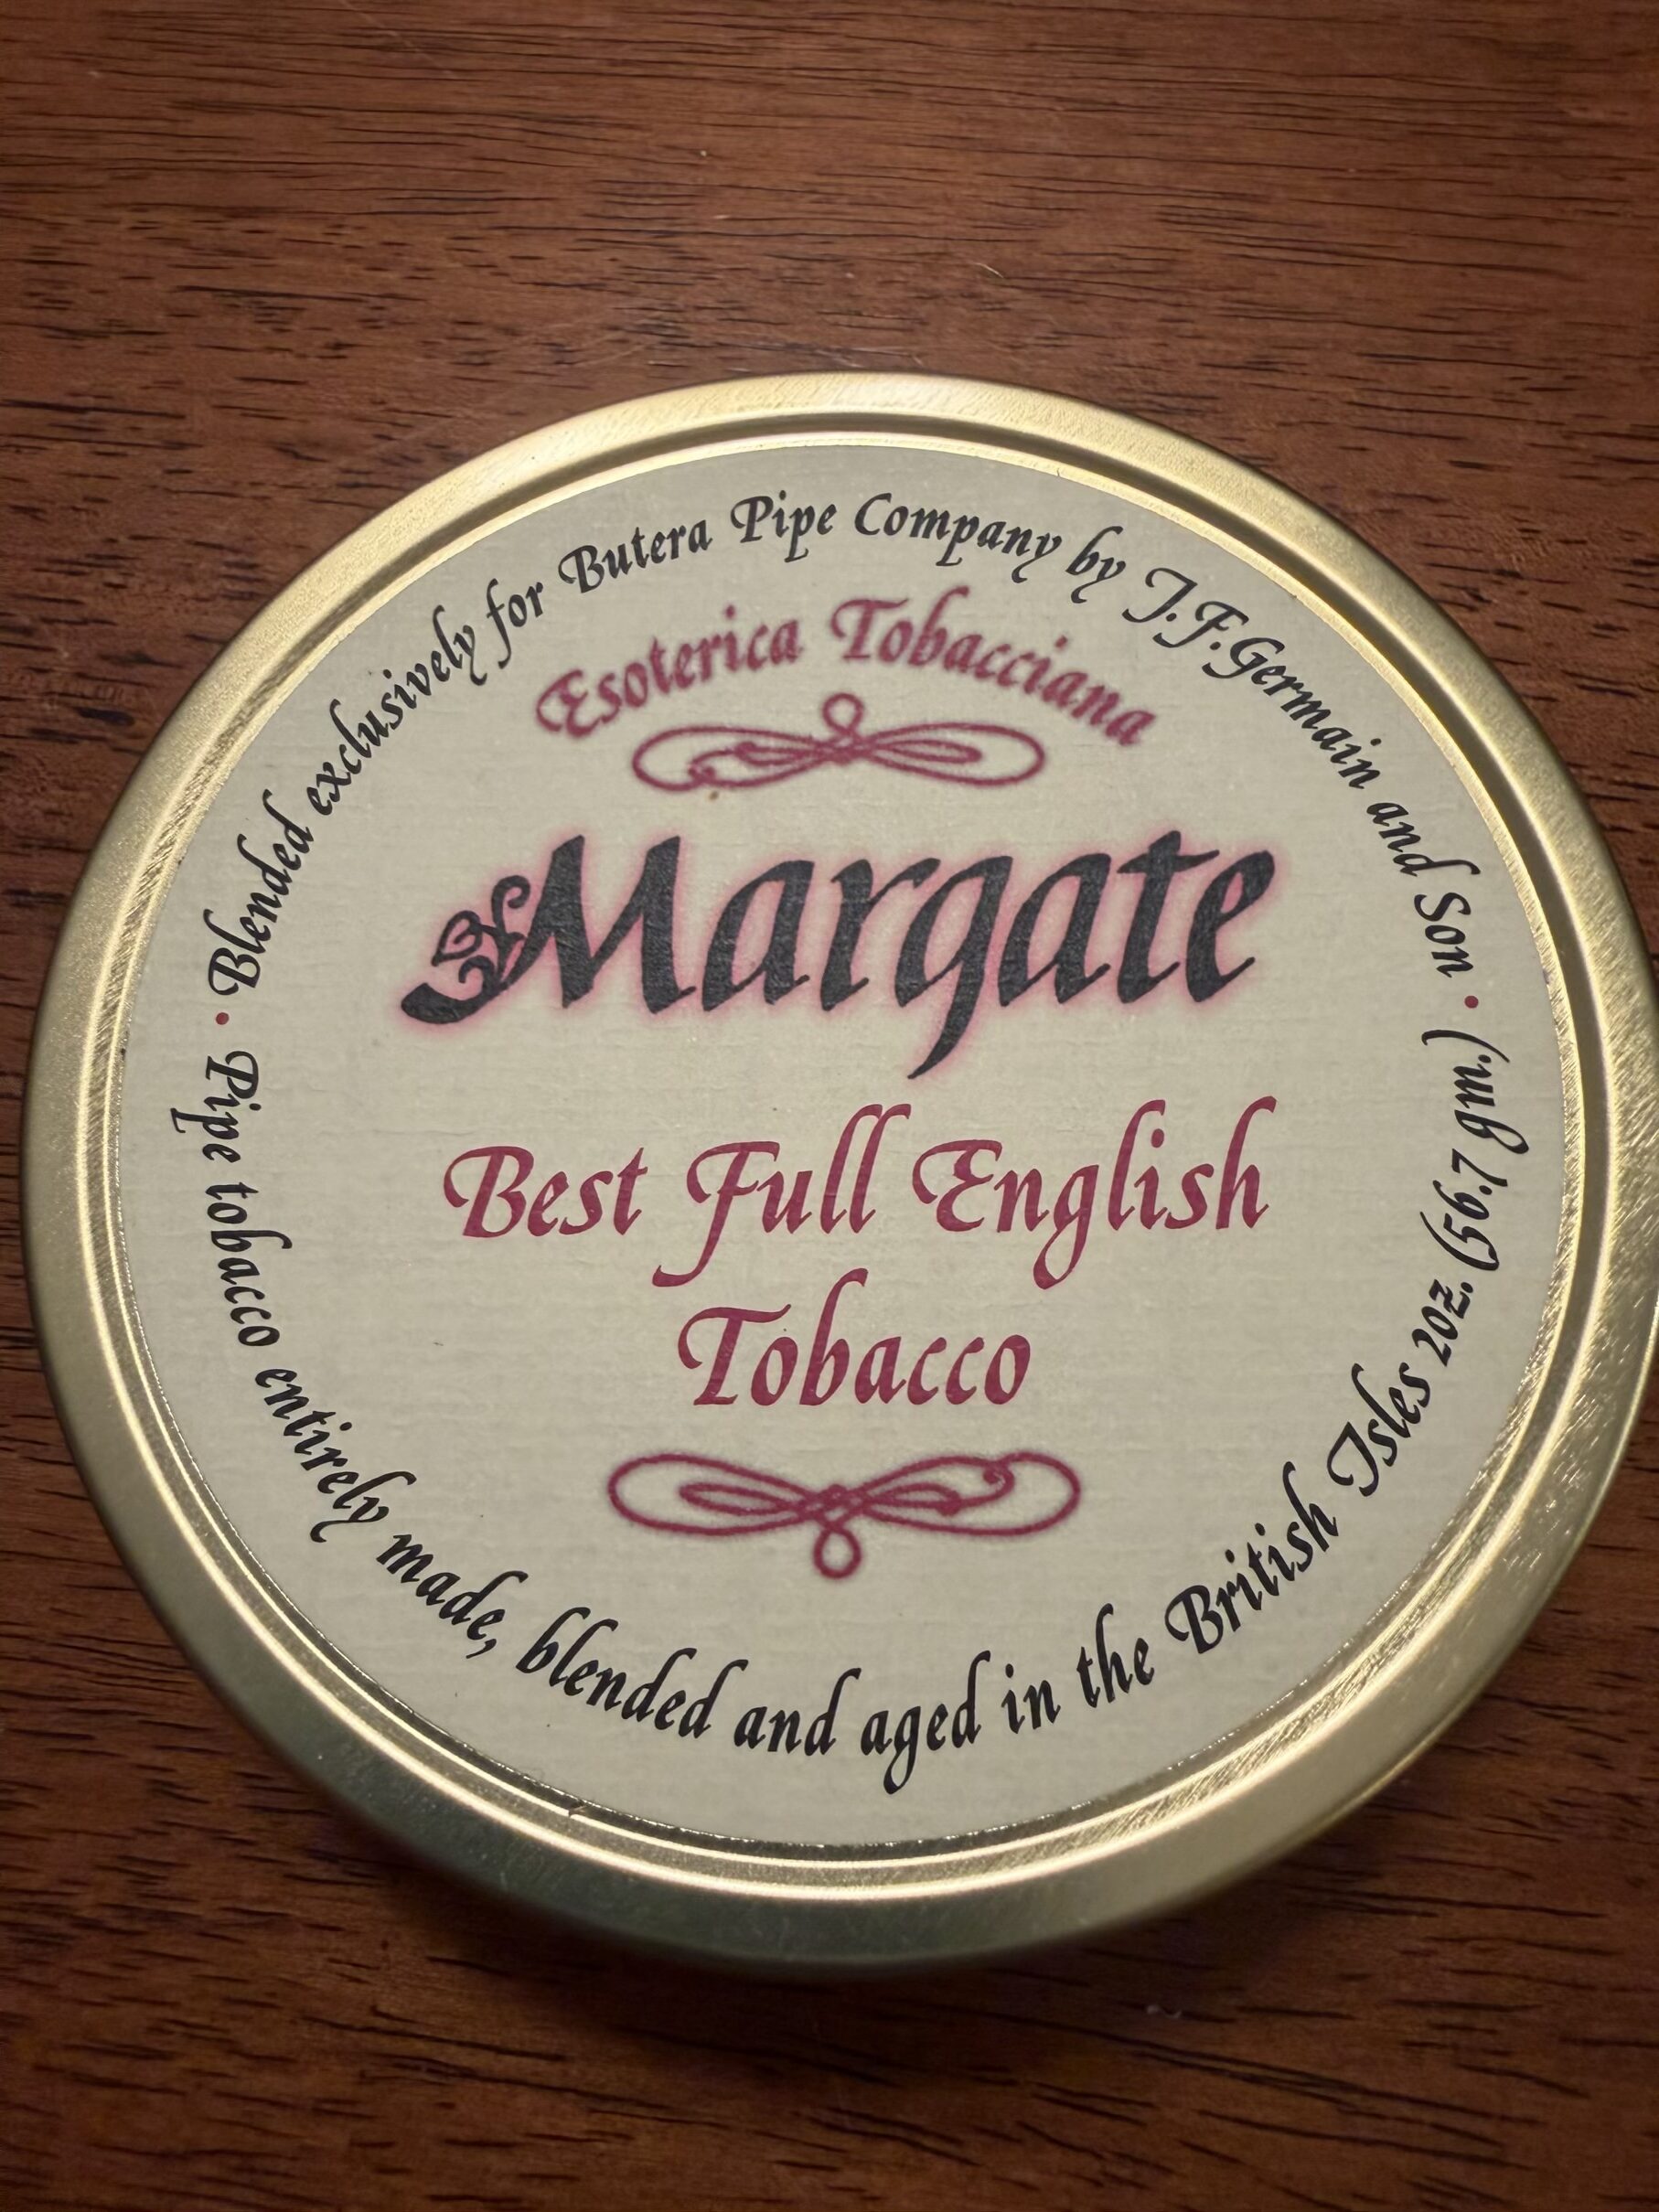 • Blended exclusively for Butera Pipe Company by J.F.Germain and Son •
Esoterica Tobacciana
Margate
Best Full English
Tobacco
Pipe tobacco entirely made, blended and aged in the British Isles 2oz. (56.7 gm.)